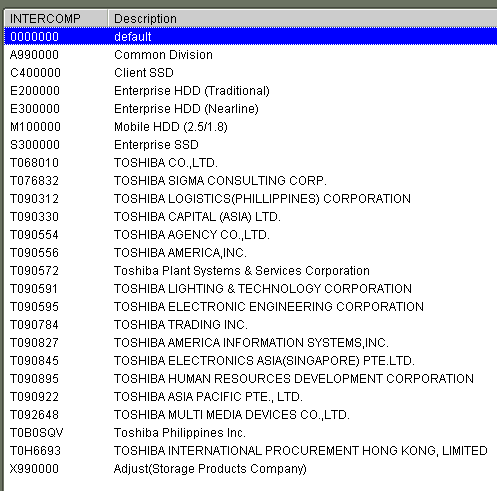 INTERCOMP Description
0000000 default
A990000 Common Division
C400000 Client SSD
E200000 Enterprise HDD (Traditional)
E300000 Enterprise HDD (Nearline)
M100000 Mobile HDD (2.5/1.8)
S300000 Enterprise SSD
T068010 TOSHIBA CO.,LTD.
T076832 TOSHIBA SIGMA CONSULTING CORP.
T090312 TOSHIBA LOGISTICS(PHILLIPPINES) CORPORATION
T090330 TOSHIBA CAPITAL (ASIA) LTD.
T090554 TOSHIBA AGENCY CO.,LTD.
T090556 TOSHIBA AMERICA,INC.
T090572 Toshiba Plant Systems & Services Corporation
T090591 TOSHIBA LIGHTING & TECHNOLOGY CORPORATION
T090595 TOSHIBA ELECTRONIC ENGINEERING CORPORATION
T090784 TOSHIBA TRADING INC.
T090827 TOSHIBA AMERICA INFORMATION SYSTEMS,INC.
T090845 TOSHIBA ELECTRONICS ASIA(SINGAPORE) PTE.LTD.
T090895 TOSHIBA HUMAN RESOURCES DEVELOPMENT CORPORATION
T090922 TOSHIBA ASIA PACIFIC PTE., LTD.
T092648 TOSHIBA MULTI MEDIA DEVICES CO.,LTD.
T0B0SQV Toshiba Philippines Inc.
T0H6693 TOSHIBA INTERNATIONAL PROCUREMENT HONG KONG, LIMITED
X990000 Adjust(Storage Products Company)